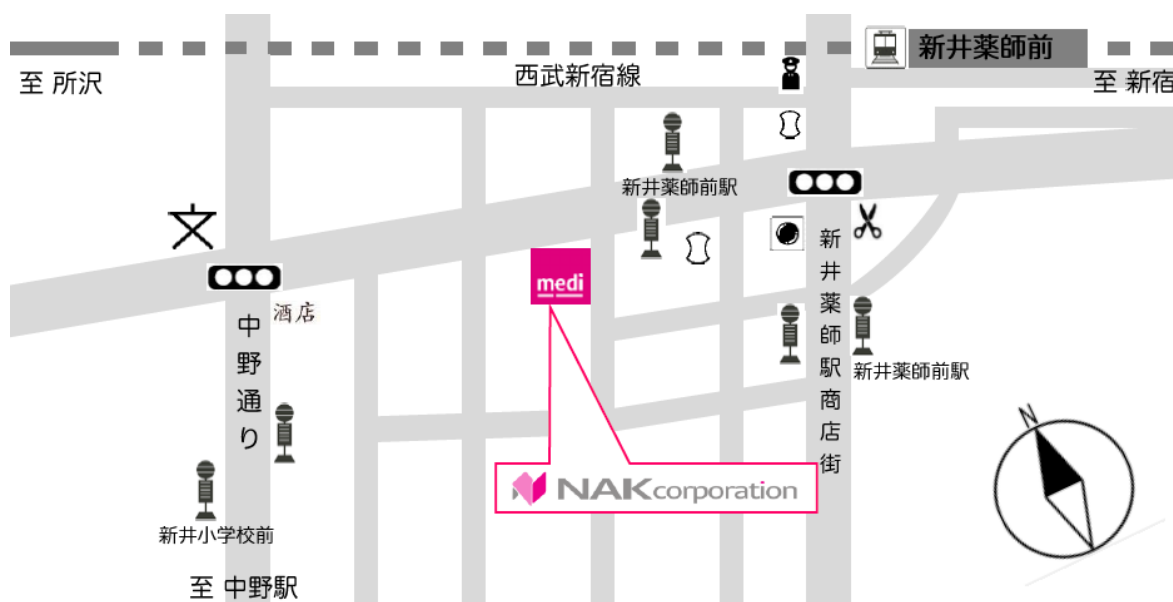 新井薬師前
至 所沢
西武新宿線
至 新宿
新井薬師前駅
文
medi
新井薬師駅商店街
酒店
中野通り
新井薬師前駅
N
NAKcorporation
新井小学校前
至 中野駅